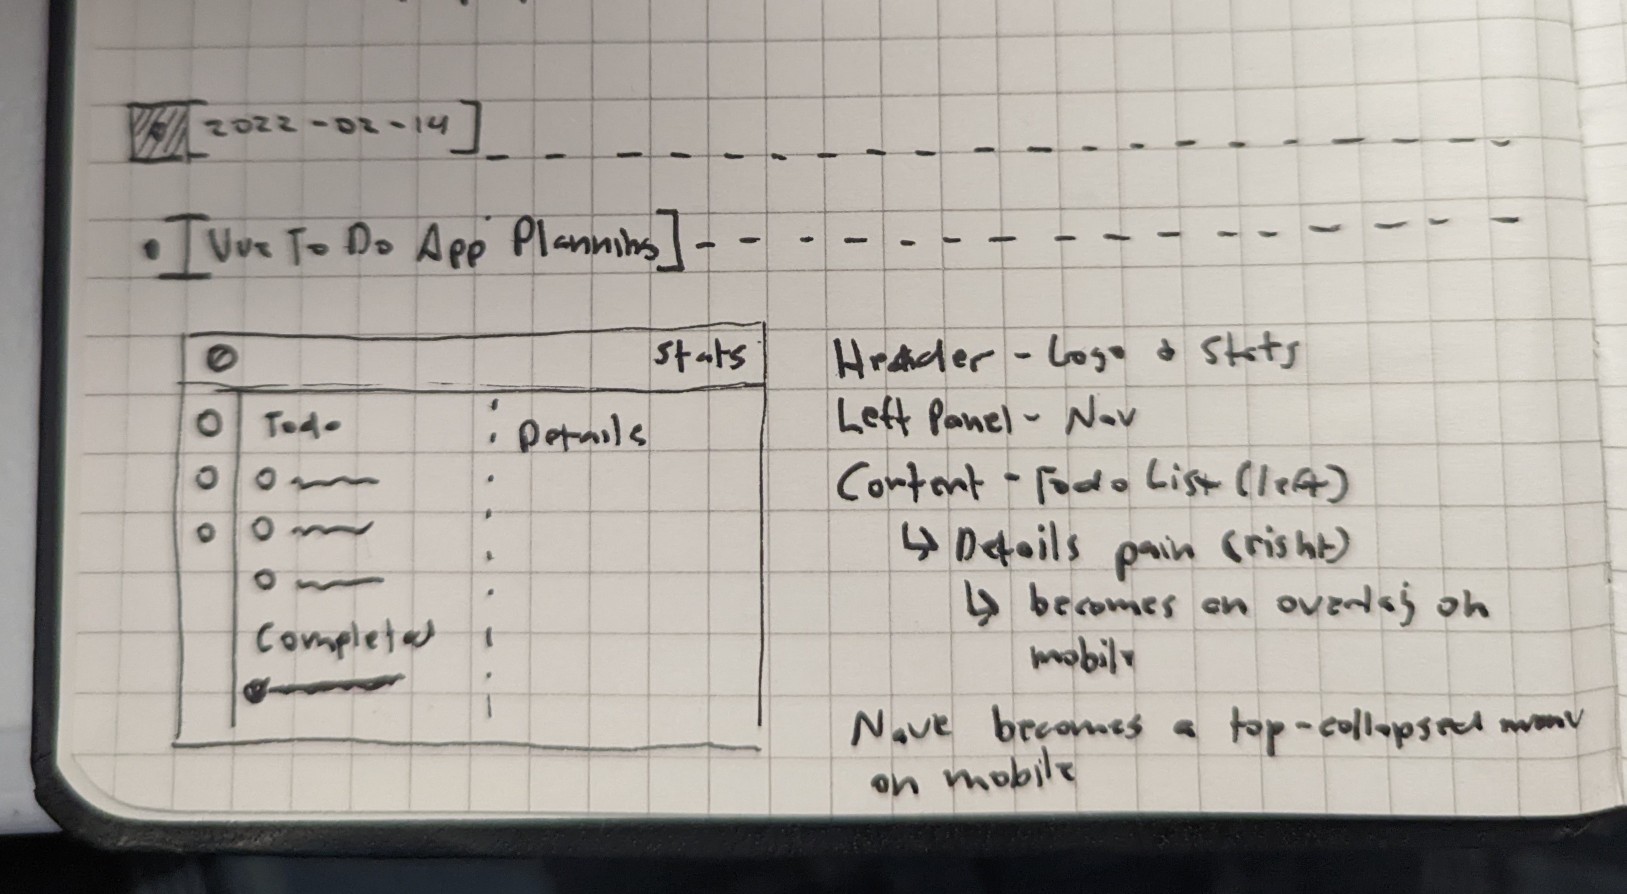 [2022-02-14]
[Vue To Do App Planning]
Stats
Todo
Details
Completed
Header - Logo & Stats
Left Panel - Nav
Content - Todo List (left)
↳ Details pain (right)
↳ becomes an overlay on
mobile
Nave becomes a top-collapsed menu
on mobile